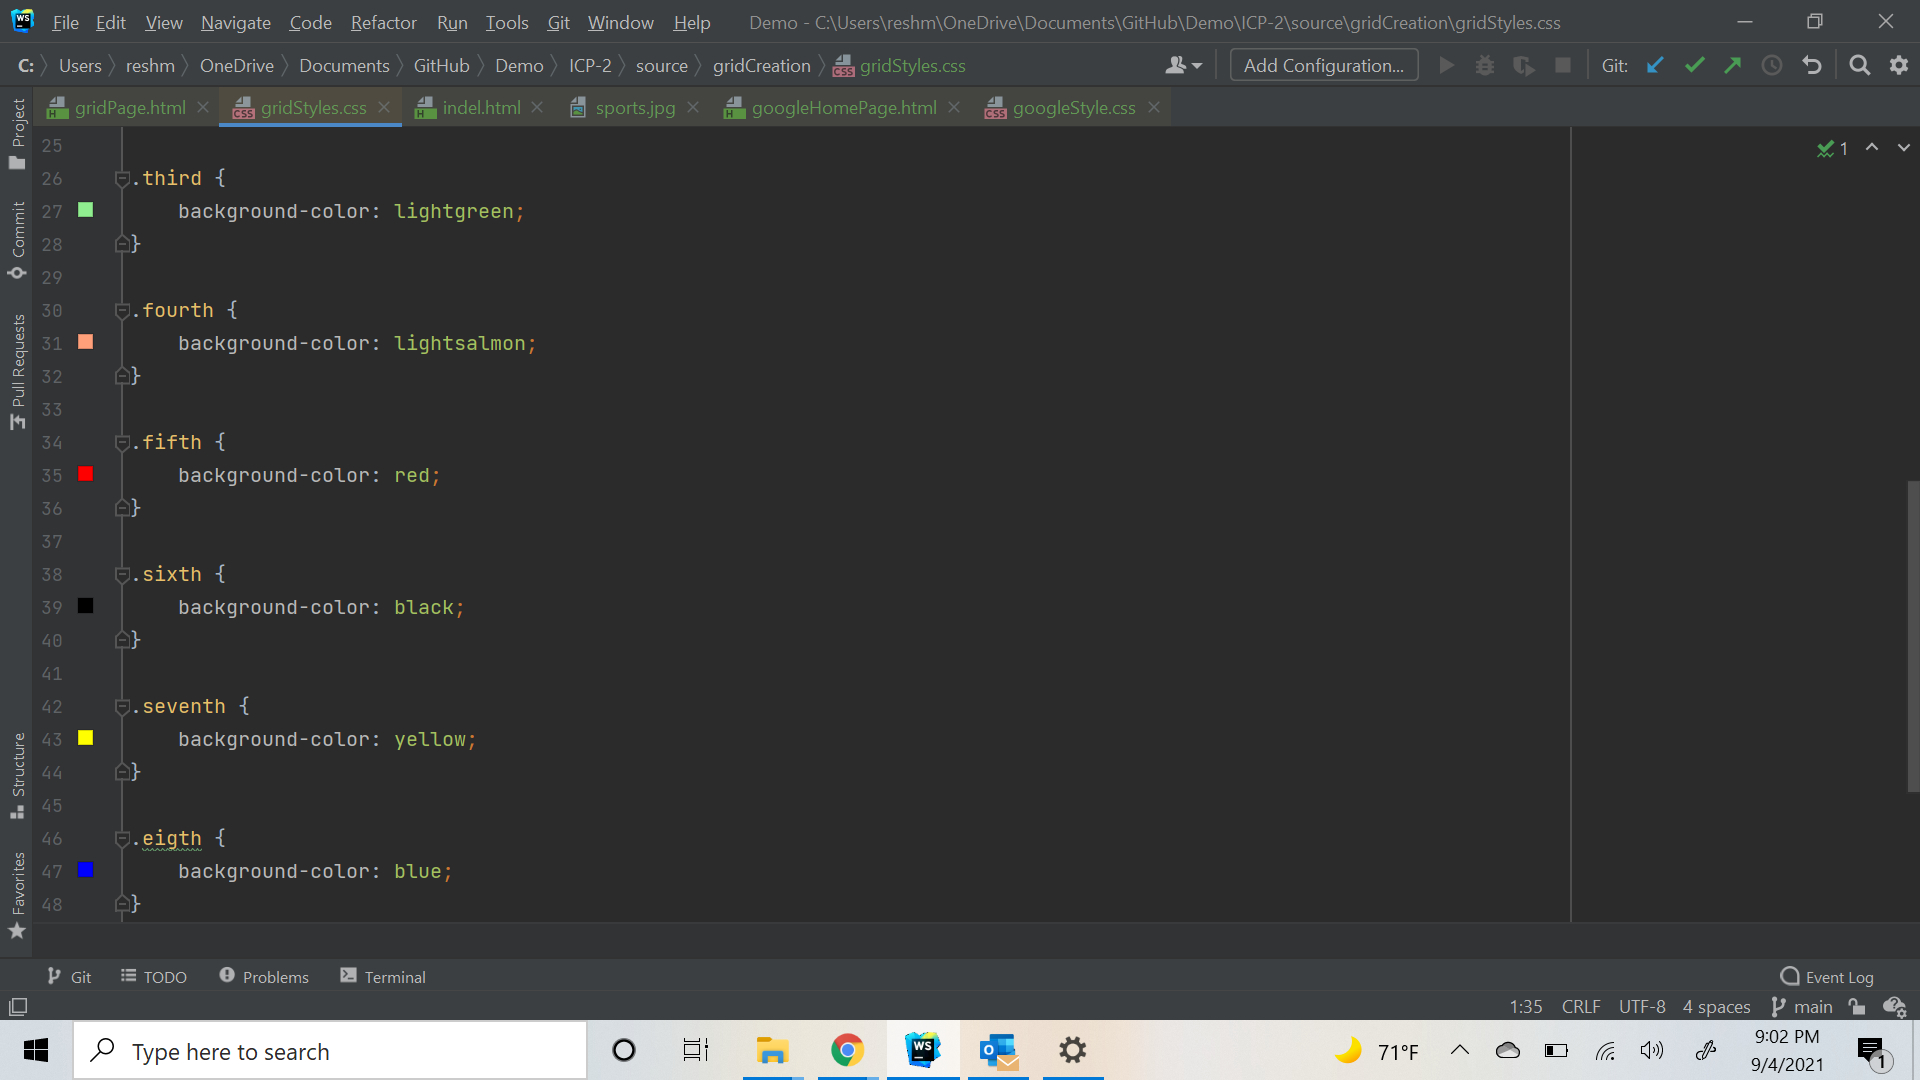 WS File Edit View Navigate Code Refactor Run Tools Git Window Help Demo - C:\Users\reshm\OneDrive\Documents\GitHub\Demo\ICP-2\source\gridCreation\gridStyles.css
C: Users reshm OneDrive Documents GitHub Demo ICP-2 source gridCreation CSS gridStyles.css Add Configuration... Git:
H gridPage.html CSS gridStyles.css H indel.html sports.jpg H googleHomePage.html CSS googleStyle.css
Project
Commit
Pull Requests
Structure
Favorites
1
25
26 .third {
27 background-color: lightgreen;
28 }
29
30 .fourth {
31 background-color: lightsalmon;
32 }
33
34 .fifth {
35 background-color: red;
36 }
37
38 .sixth {
39 background-color: black;
40 }
41
42 .seventh {
43 background-color: yellow;
44 }
45
46 .eigth {
47 background-color: blue;
48 }
Git TODO Problems Terminal Event Log
1:35 CRLF UTF-8 4 spaces main
Type here to search WS O 71°F 9:02 PM
9/4/2021 1